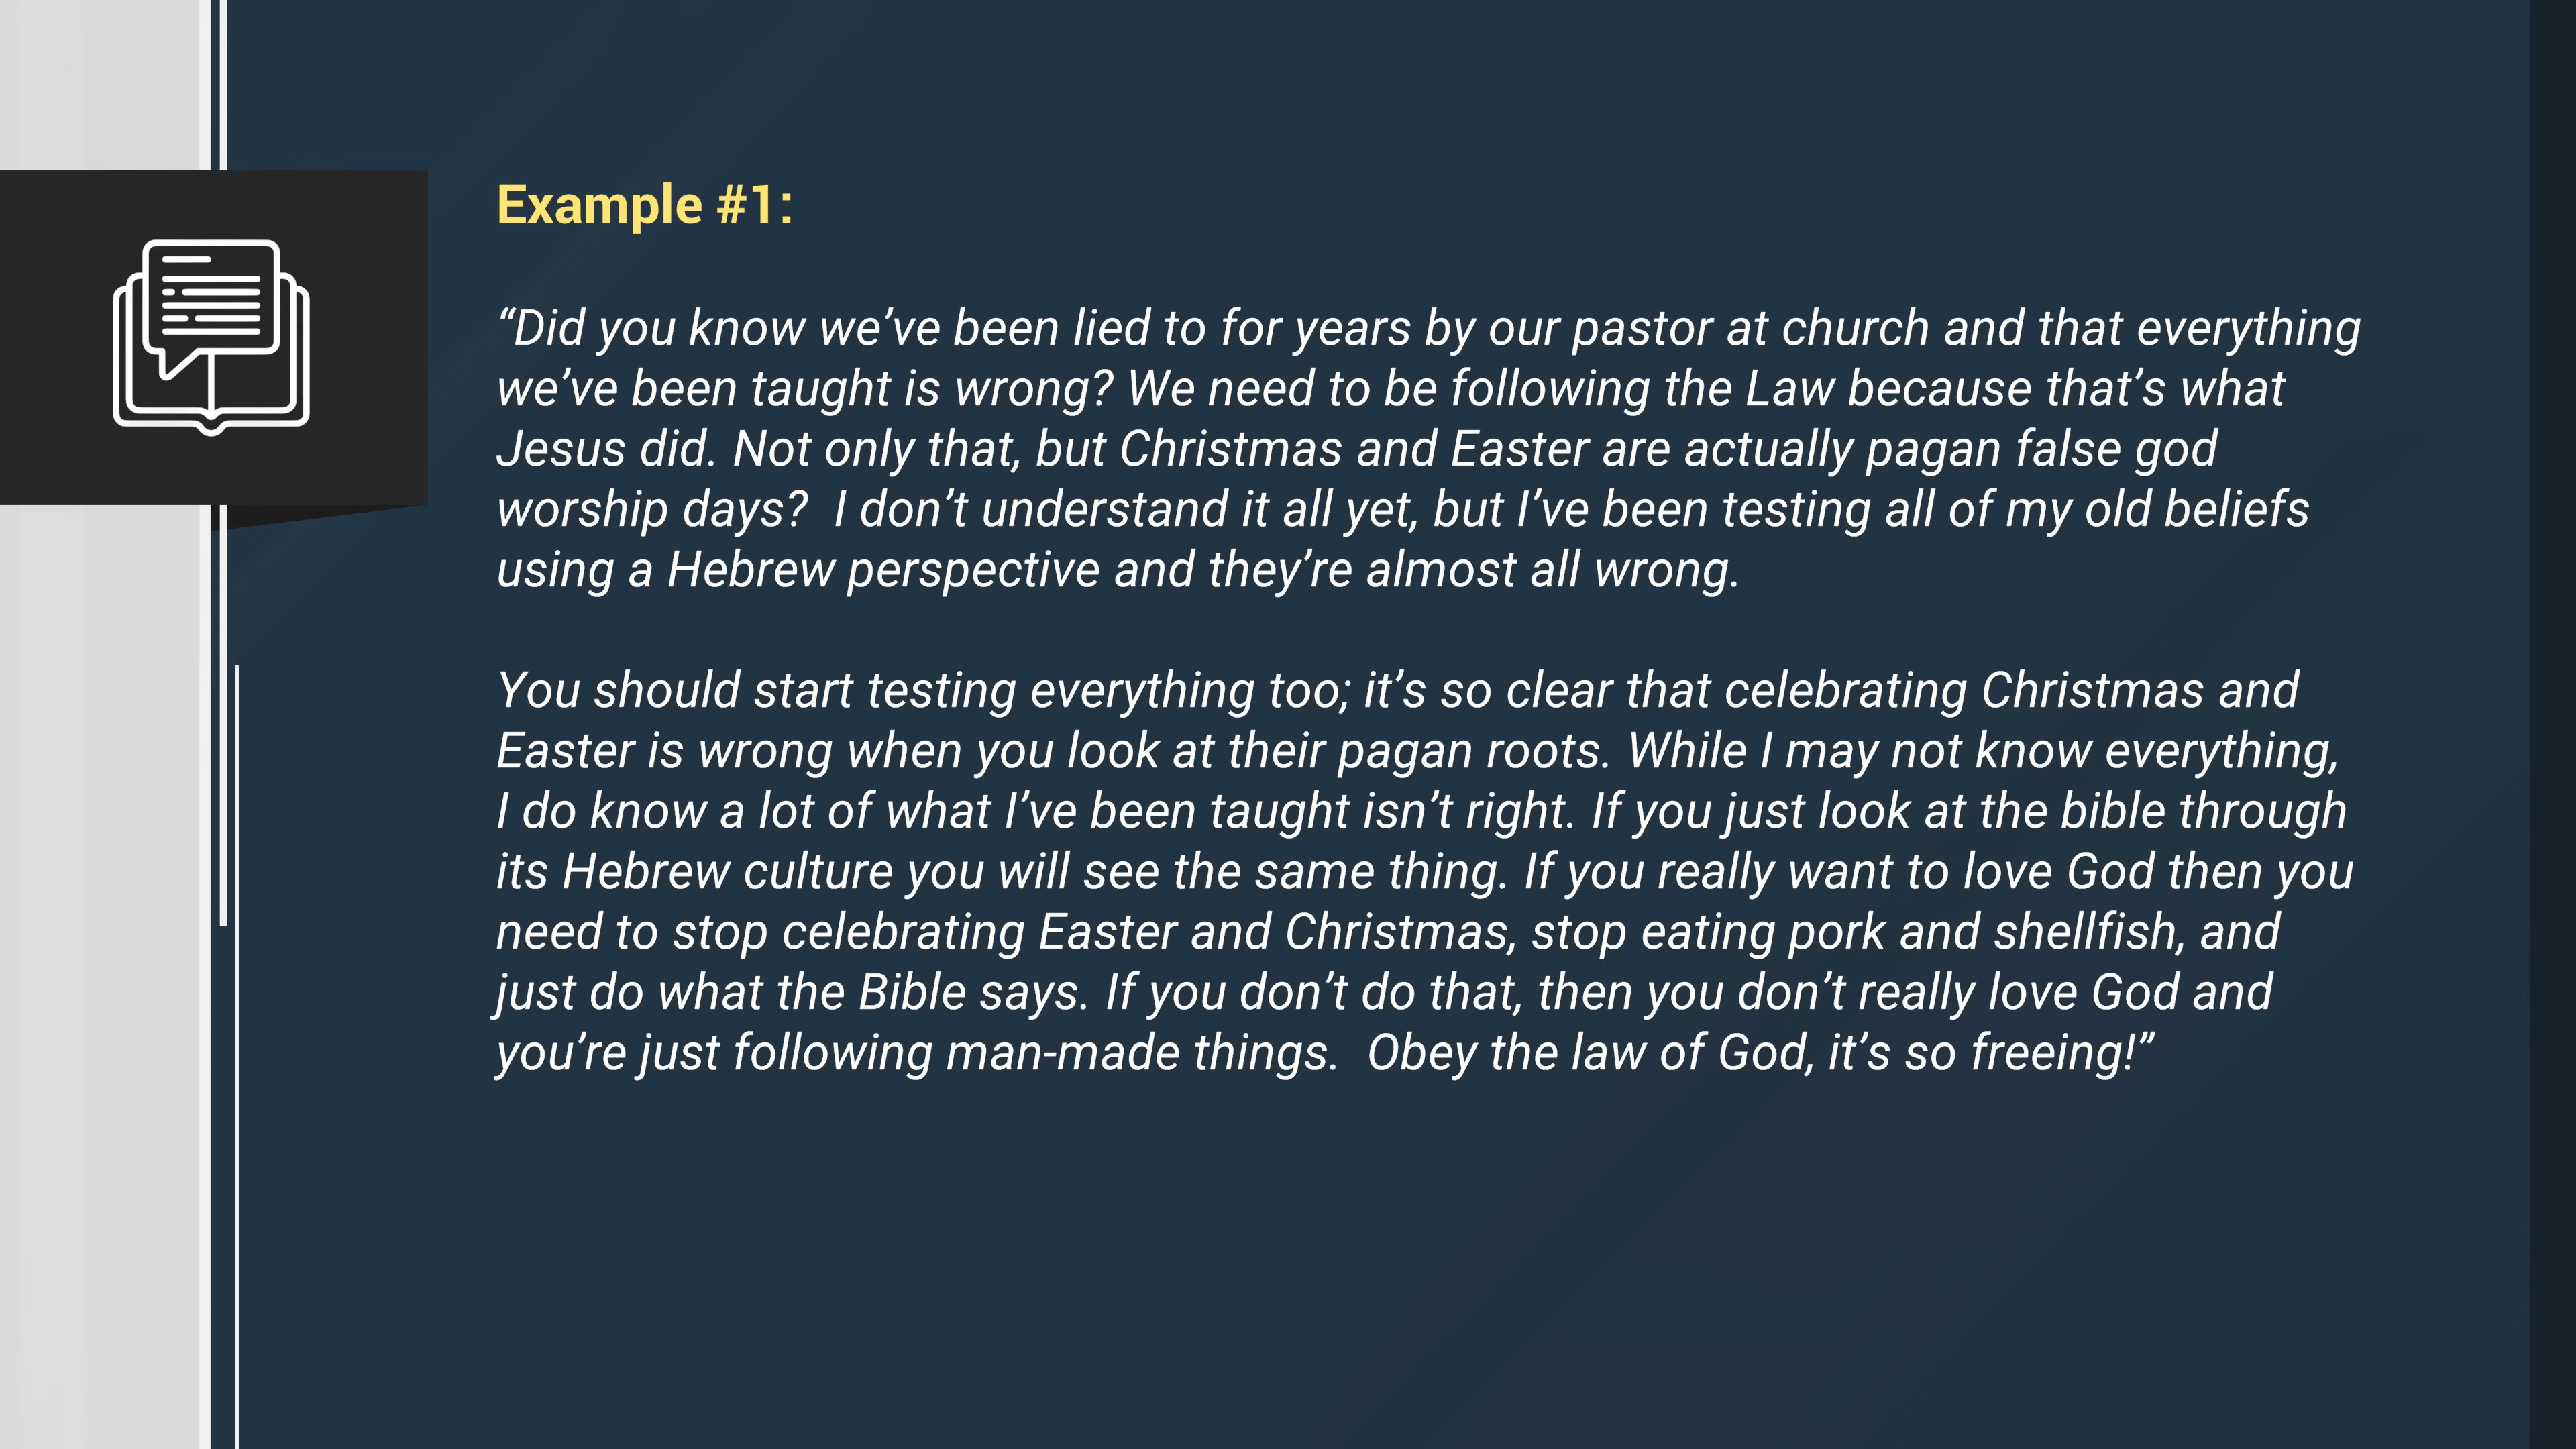 Example #1:
“Did you know we’ve been lied to for years by our pastor at church and that everything
we’ve been taught is wrong? We need to be following the Law because that’s what
Jesus did. Not only that, but Christmas and Easter are actually pagan false god
worship days?  I don’t understand it all yet, but I’ve been testing all of my old beliefs
using a Hebrew perspective and they’re almost all wrong.
You should start testing everything too; it’s so clear that celebrating Christmas and
Easter is wrong when you look at their pagan roots. While I may not know everything,
I do know a lot of what I’ve been taught isn’t right. If you just look at the bible through
its Hebrew culture you will see the same thing. If you really want to love God then you
need to stop celebrating Easter and Christmas, stop eating pork and shellfish, and
just do what the Bible says. If you don’t do that, then you don’t really love God and
you’re just following man-made things.  Obey the law of God, it’s so freeing!”